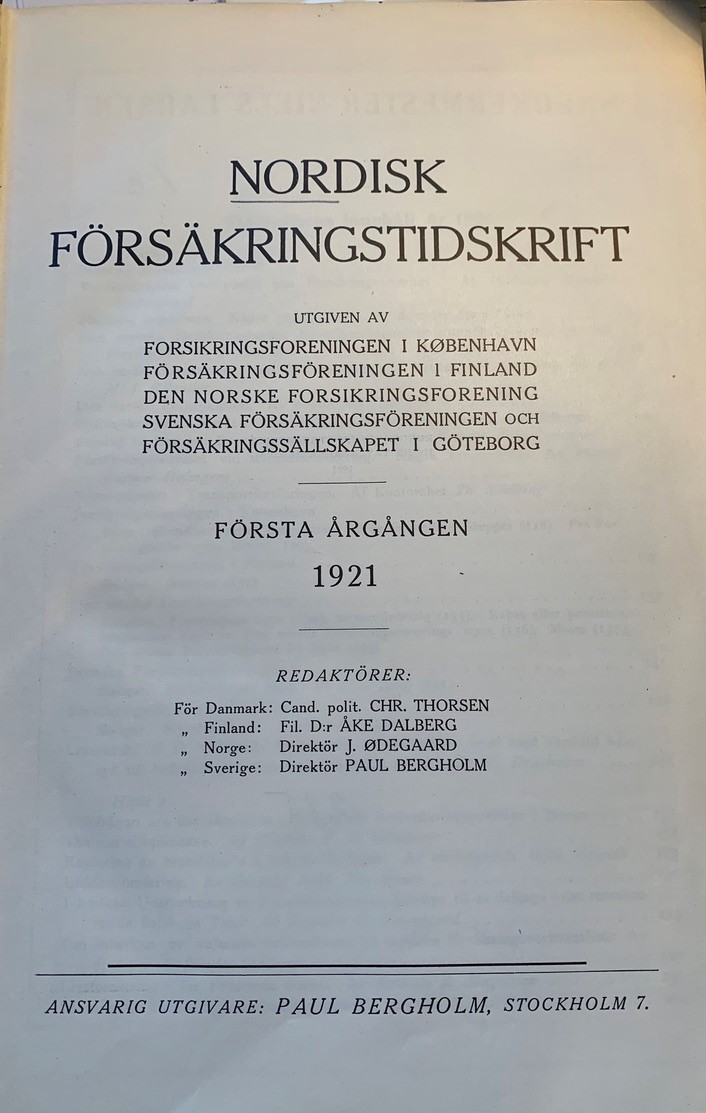 NORDISK
FÖRSÄKRINGSTIDSKRIFT
UTGIVEN AV
FORSIKRINGSFORENINGEN I KØBENHAVN
FÖRSÄKRINGSFÖRENINGEN I FINLAND
DEN NORSKE FORSIKRINGSFORENING
SVENSKA FÖRSÄKRINGSFÖRENINGEN OCH
FÖRSÄKRINGSSÄLLSKAPET I GÖTEBORG
FÖRSTA ÅRGÅNGEN
1921
REDAKTÖRER:
För Danmark: Cand. polit. CHR. THORSEN
„ Finland: Fil. D:r ÅKE DALBERG
„ Norge: Direktör J. ØDEGAARD
„ Sverige: Direktör PAUL BERGHOLM
ANSVARIG UTGIVARE: PAUL BERGHOLM, STOCKHOLM 7.